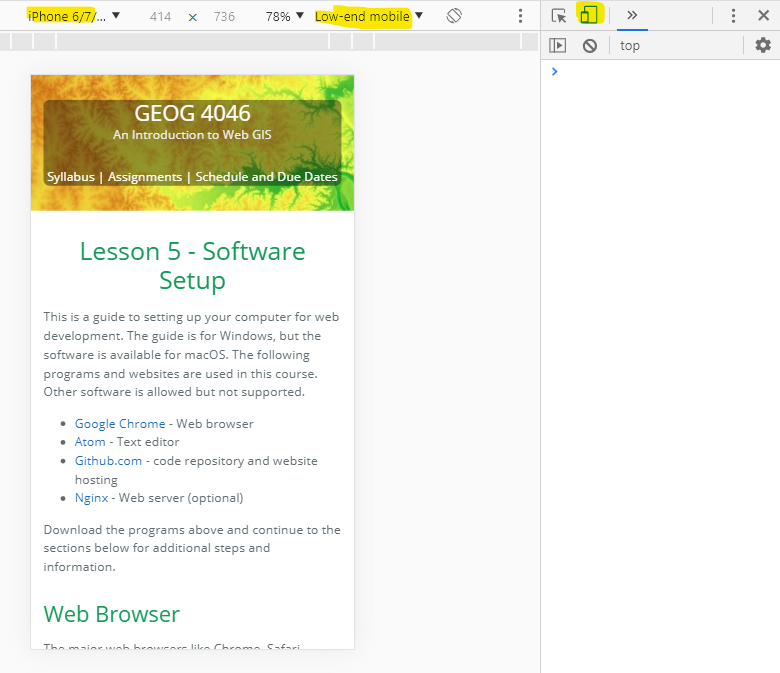 iPhone 6/7/... ▼ 414 × 736 78% ▼ Low-end mobile ▼
top
GEOG 4046
An Introduction to Web GIS
Syllabus | Assignments | Schedule and Due Dates
Lesson 5 - Software
Setup
This is a guide to setting up your computer for web
development. The guide is for Windows, but the
software is available for macOS. The following
programs and websites are used in this course.
Other software is allowed but not supported.
• Google Chrome - Web browser
• Atom - Text editor
• Github.com - code repository and website
hosting
• Nginx - Web server (optional)
Download the programs above and continue to the
sections below for additional steps and
information.
Web Browser
The major web browsers like Chrome, Safari,